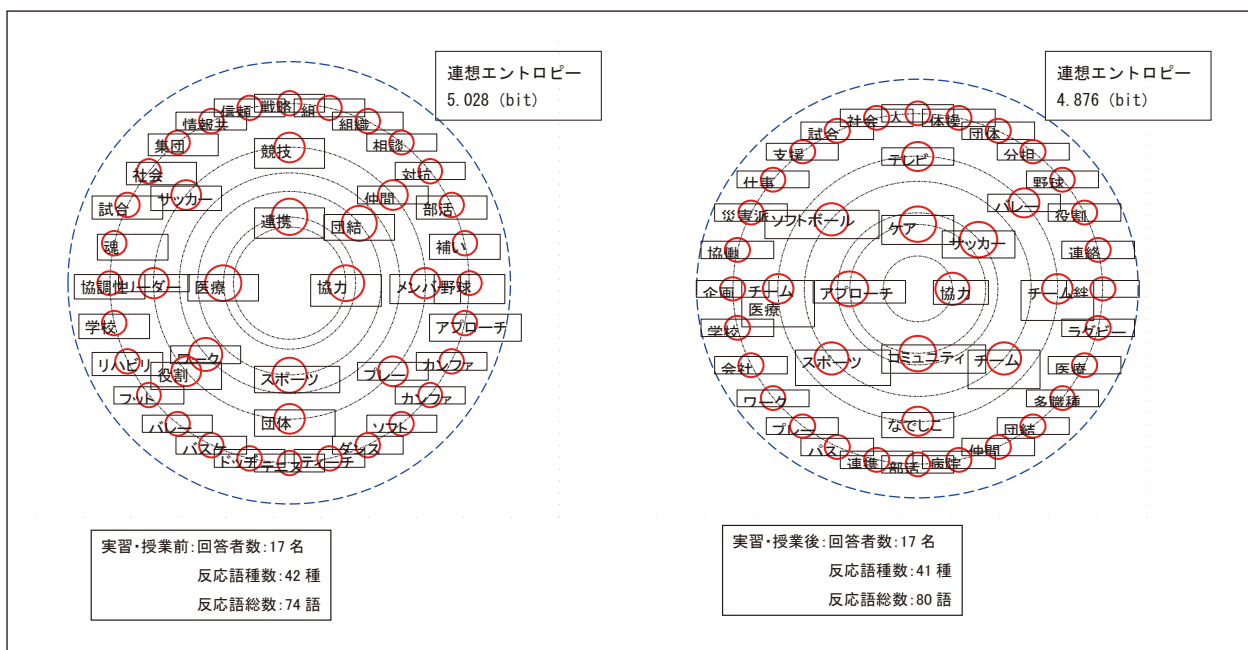 連想エントロピー
5.028 (bit)
戦略
組
信頼
情報共
組織
集団
相談
競技
社会
対抗
サッカー
仲間
試合
部活
連携
団結
魂
補い
協調性
リーダー
医療
協力
メンバ
野球
学校
アプローチ
リハビリ
ワーク
役割
スポーツ
プレー
カンファ
フット
カンファ
バレー
団体
ソフト
バスケ
ダンス
ドッヂ
テニス
ティーチ
実習・授業前:回答者数:17 名
反応語種数:42 種
反応語総数:74 語
連想エントロピー
4.876 (bit)
社会
人
体操
試合
団体
支援
テレビ
分担
仕事
野球
災害派
ソフトボール
ケア
バレー
役割
協働
サッカー
連絡
企画
チーム
医療
アプローチ
協力
チーム
絆
学校
ラグビー
会社
スポーツ
コミュニティ
チーム
医療
ワーク
多職種
プレー
なでしこ
団結
パス
仲間
連携
部活
病院
実習・授業後:回答者数:17 名
反応語種数:41 種
反応語総数:80 語